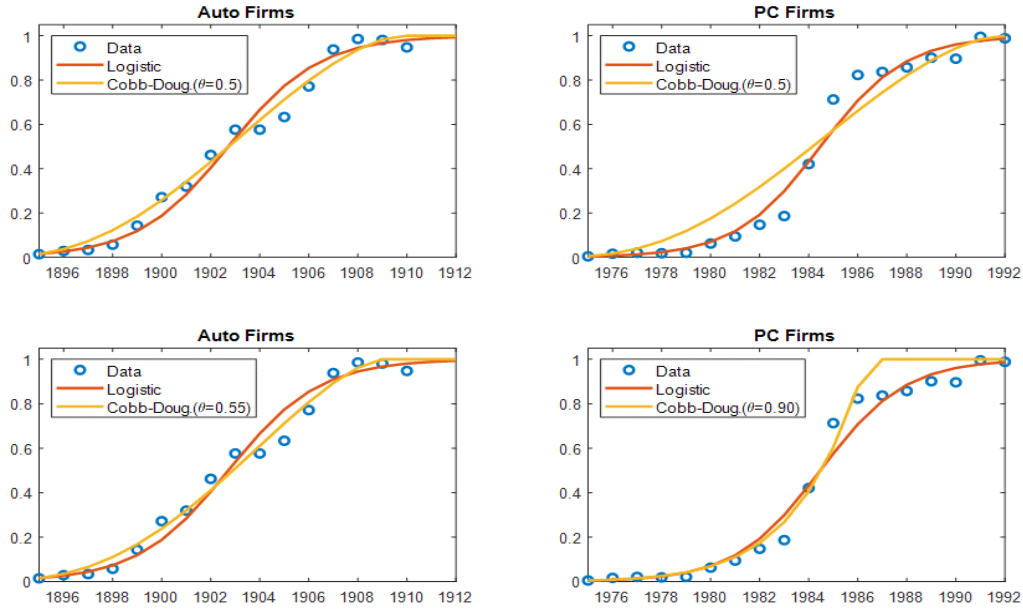 Auto Firms
1
0.8
0.6
0.4
0.2
0
Data
Logistic
Cobb-Doug.(θ=0.5)
1896 1898 1900 1902 1904 1906 1908 1910 1912
PC Firms
1
0.8
0.6
0.4
0.2
0
Data
Logistic
Cobb-Doug.(θ=0.5)
1976 1978 1980 1982 1984 1986 1988 1990 1992
Auto Firms
1
0.8
0.6
0.4
0.2
0
Data
Logistic
Cobb-Doug.(θ=0.55)
1896 1898 1900 1902 1904 1906 1908 1910 1912
PC Firms
1
0.8
0.6
0.4
0.2
0
Data
Logistic
Cobb-Doug.(θ=0.90)
1976 1978 1980 1982 1984 1986 1988 1990 1992